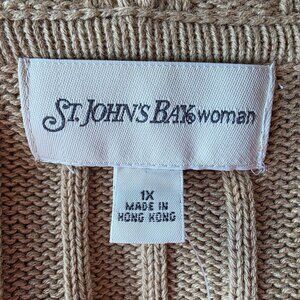 ST. JOHN'S BAY woman
1X
MADE IN
HONG KONG